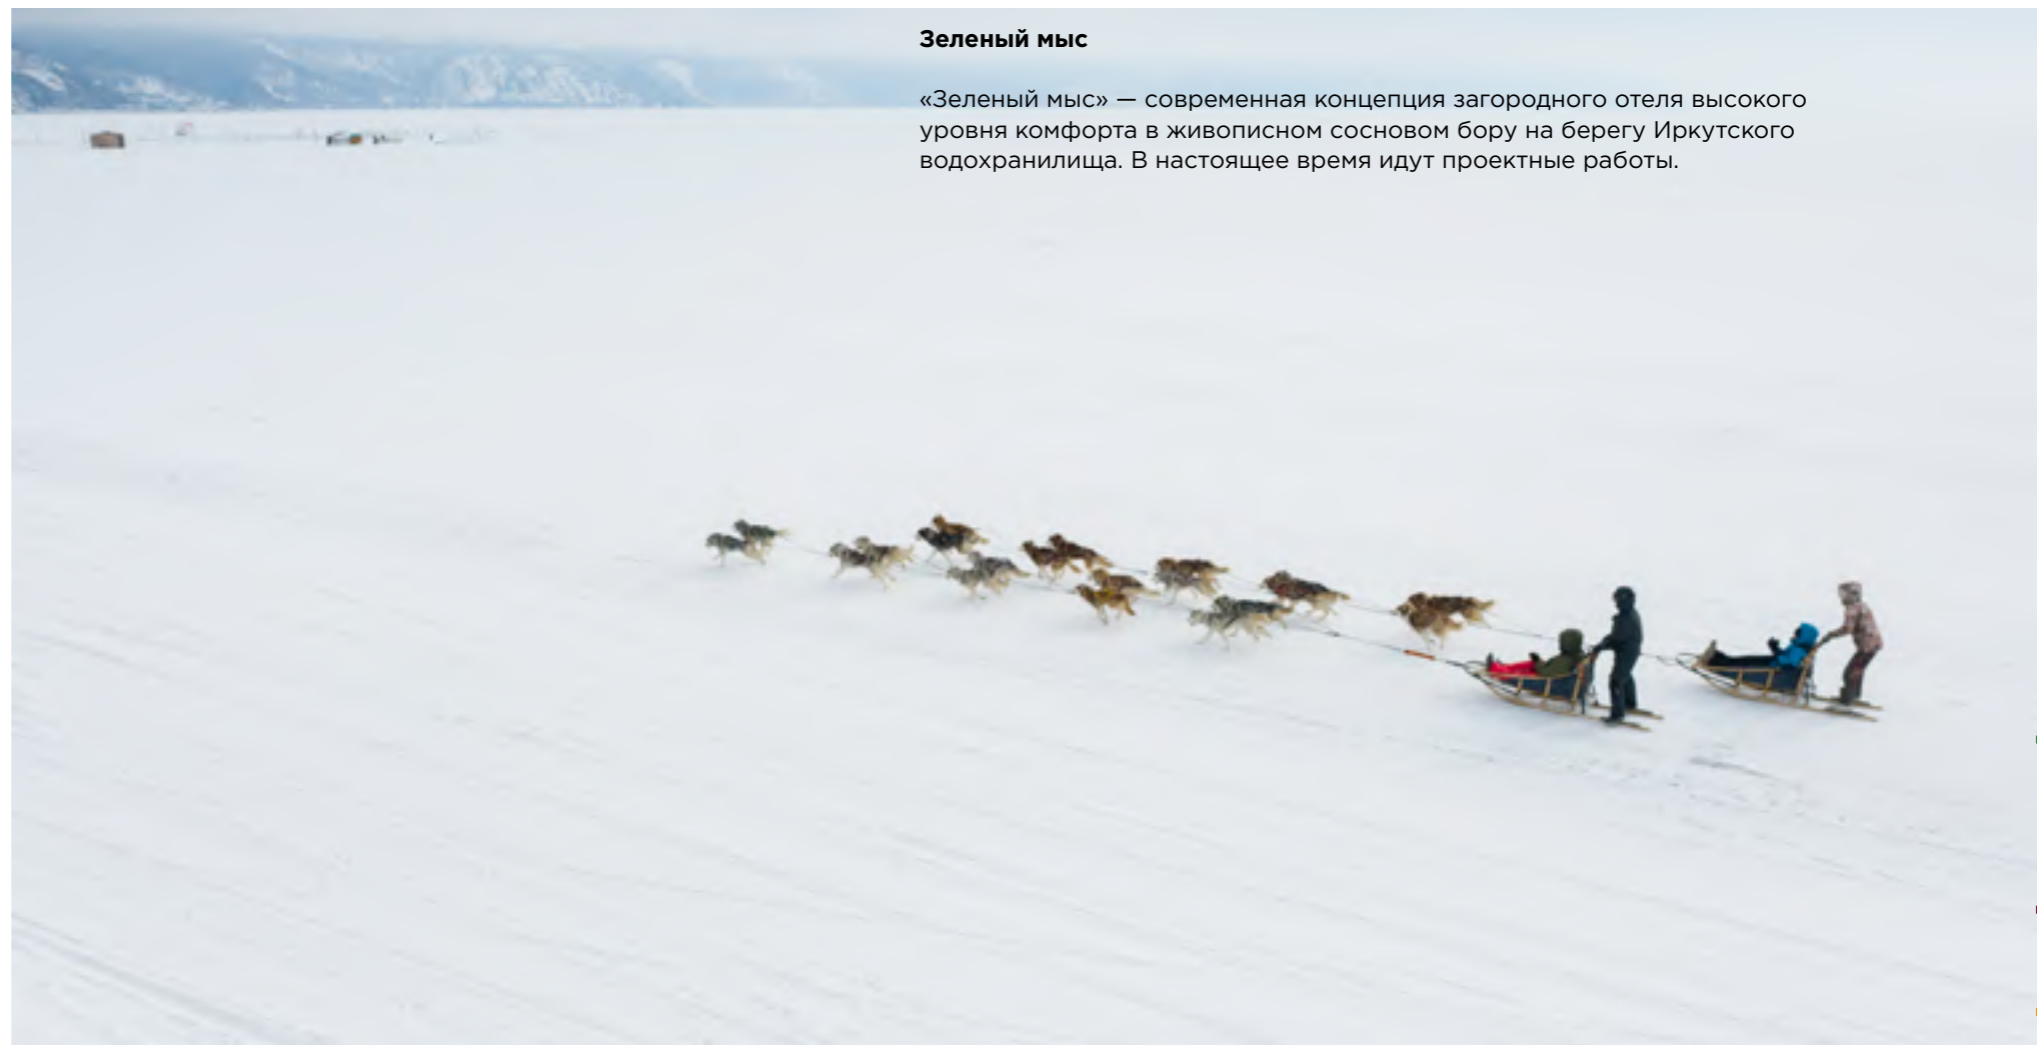 Зеленый мыс
«Зеленый мыс» — современная концепция загородного отеля высокого
уровня комфорта в живописном сосновом бору на берегу Иркутского
водохранилища. В настоящее время идут проектные работы.